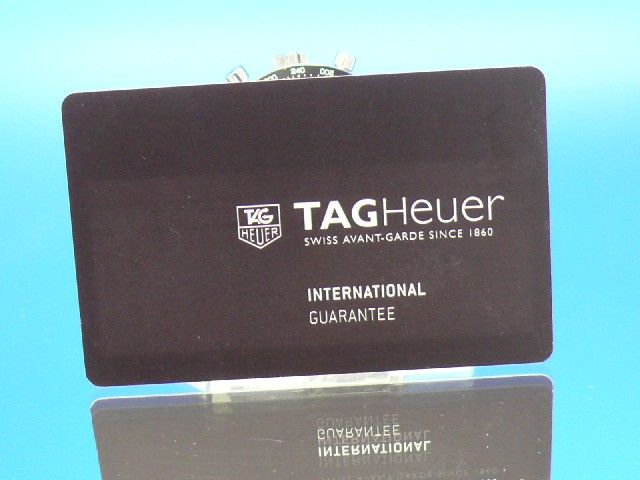 TAG
HEUER
TAGHeuer
SWISS AVANT-GARDE SINCE 1860
INTERNATIONAL
GUARANTEE